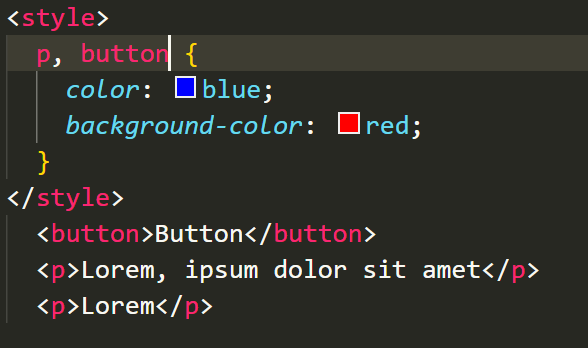 <style>
p, button {
color: blue;
background-color: red;
}
</style>
<button>Button</button>
<p>Lorem, ipsum dolor sit amet</p>
<p>Lorem</p>